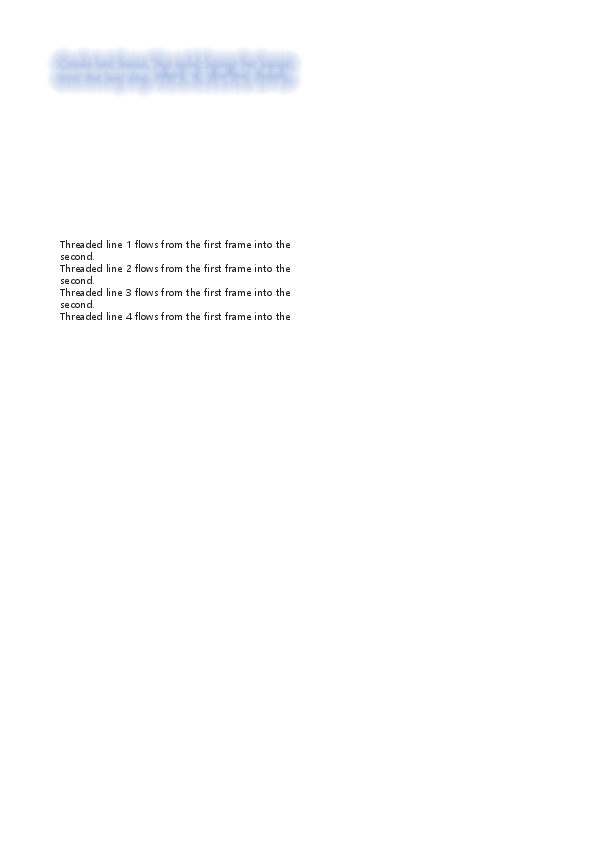 Threaded line 1 flows from the first frame into the
second.
Threaded line 2 flows from the first frame into the
second.
Threaded line 3 flows from the first frame into the
second.
Threaded line 4 flows from the first frame into the